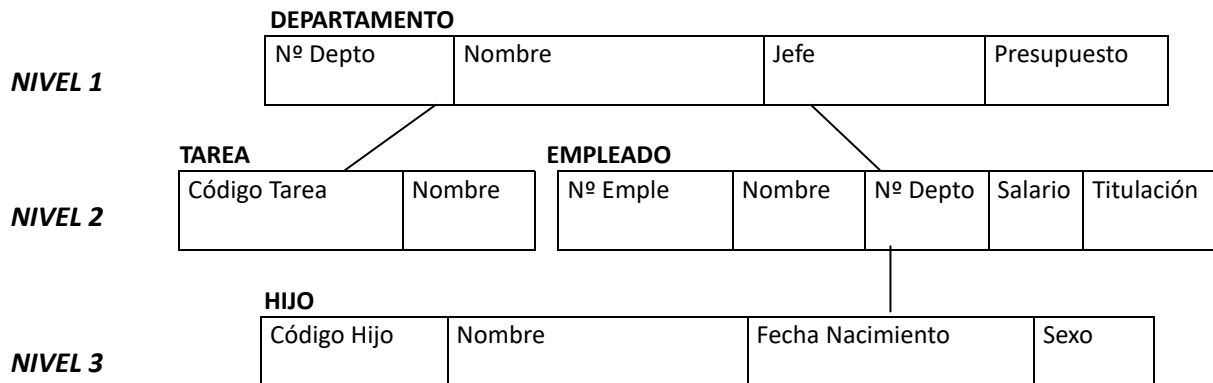 DEPARTAMENTO
NIVEL 1
Nº Depto Nombre Jefe Presupuesto
TAREA EMPLEADO
NIVEL 2
Código Tarea Nombre Nº Emple Nombre Nº Depto Salario Titulación
HIJO
NIVEL 3
Código Hijo Nombre Fecha Nacimiento Sexo